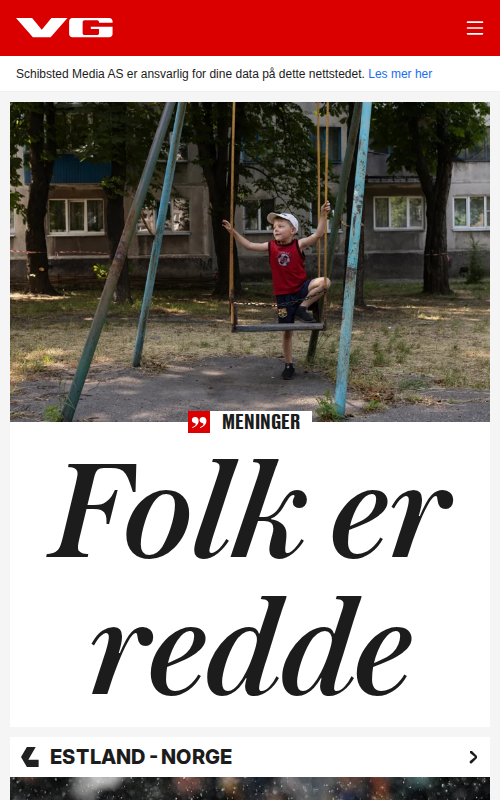 VG
Schibsted Media AS er ansvarlig for dine data på dette nettstedet. Les mer her
MENINGER
Folk er
redde
ESTLAND - NORGE